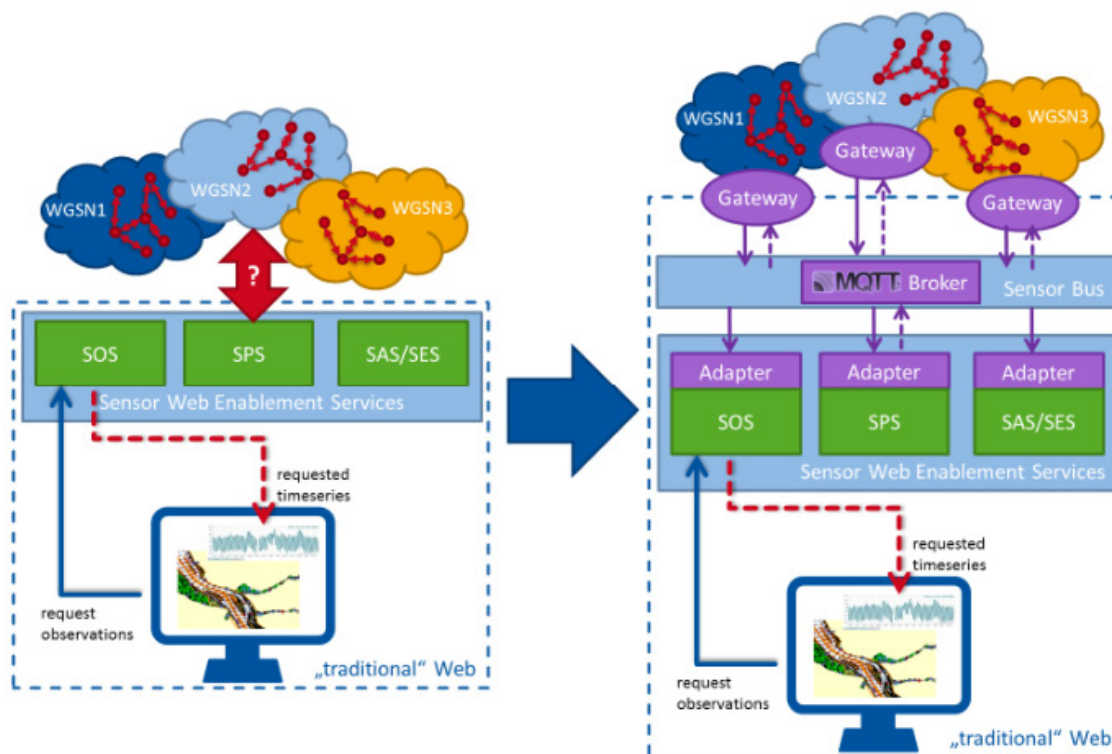 WGSN1
WGSN2
WGSN3
?
SOS
SPS
SAS/SES
Sensor Web Enablement Services
requested
timeseries
request
observations
„traditional“ Web
WGSN1
WGSN2
WGSN3
Gateway
Gateway
Gateway
MQTT Broker
Sensor Bus
Adapter
Adapter
Adapter
SOS
SPS
SAS/SES
Sensor Web Enablement Services
requested
timeseries
request
observations
„traditional“ Web